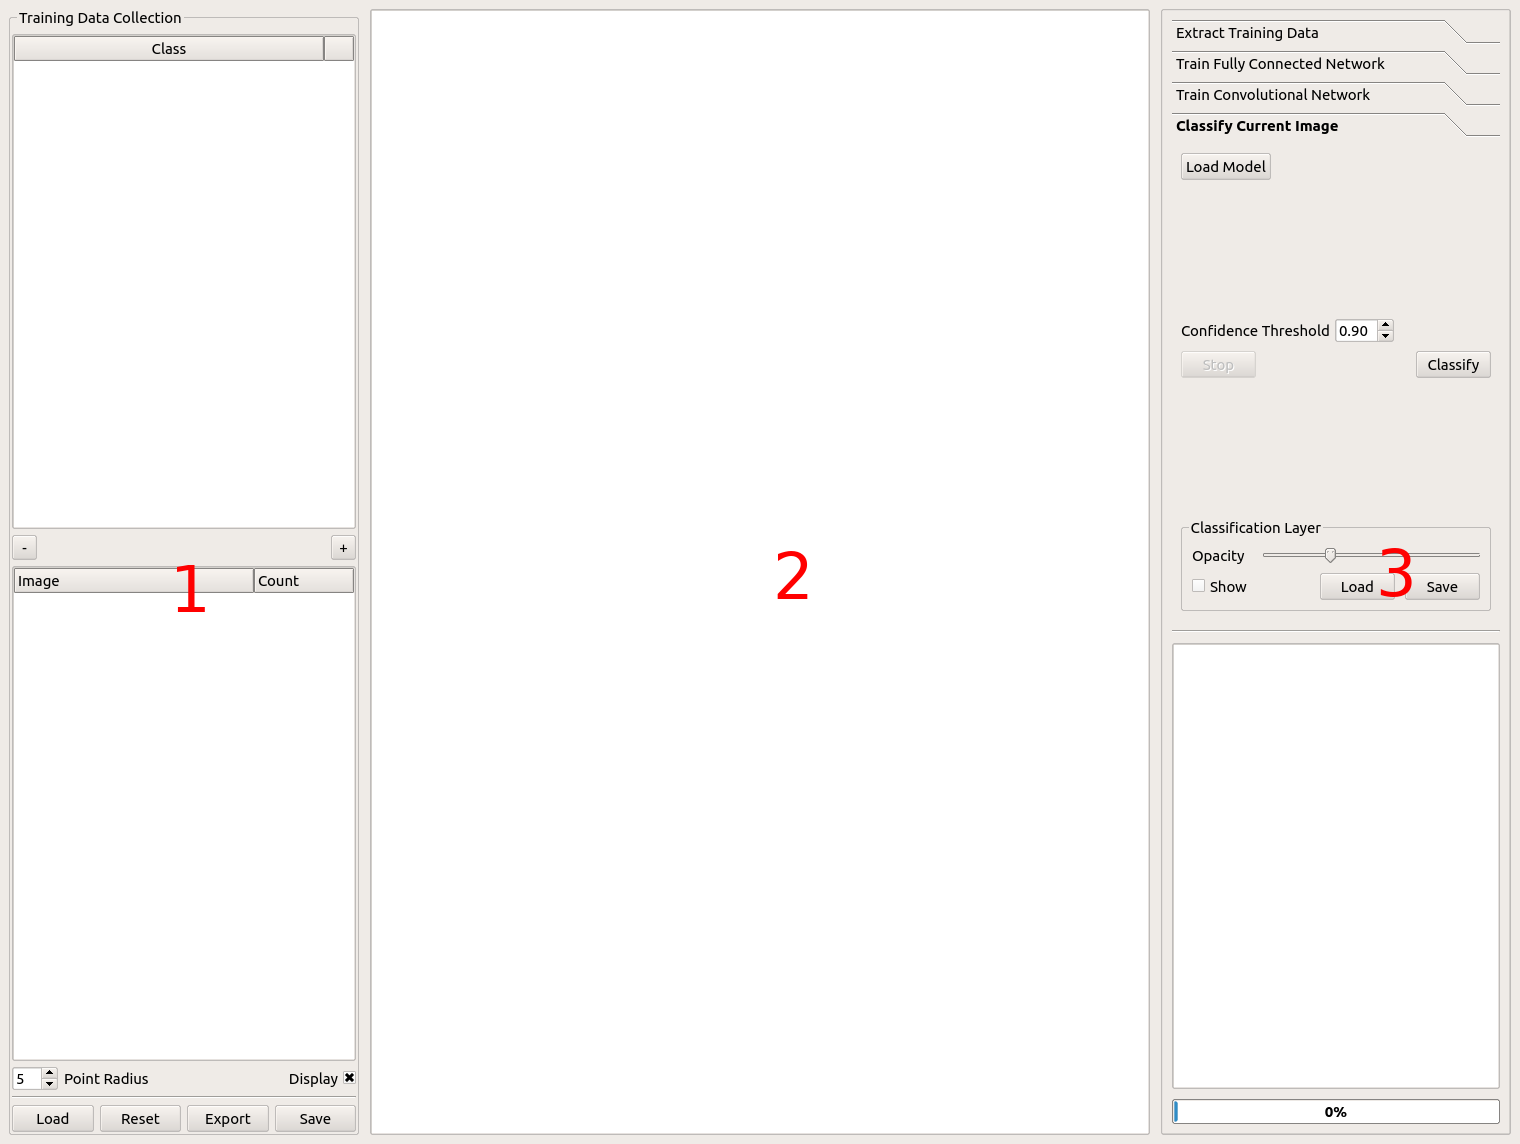 Training Data Collection
Class
- +
Image Count
1
5 Point Radius Display
Load Reset Export Save
2
Extract Training Data
Train Fully Connected Network
Train Convolutional Network
Classify Current Image
Load Model
Confidence Threshold 0.90
Stop Classify
Classification Layer
Opacity
Show Load Save
3
0%